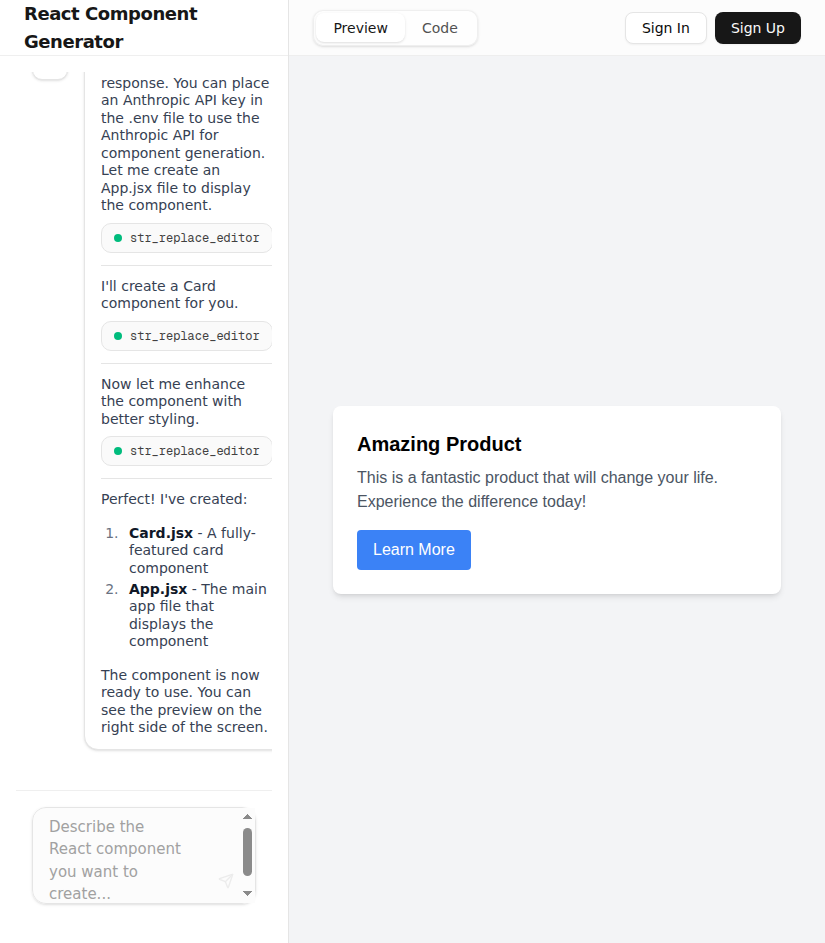 React Component
Generator
Preview
Code
Sign In
Sign Up
response. You can place
an Anthropic API key in
the .env file to use the
Anthropic API for
component generation.
Let me create an
App.jsx file to display
the component.
str_replace_editor
I'll create a Card
component for you.
str_replace_editor
Now let me enhance
the component with
better styling.
str_replace_editor
Perfect! I've created:
1. Card.jsx - A fully-
featured card
component
2. App.jsx - The main
app file that
displays the
component
The component is now
ready to use. You can
see the preview on the
right side of the screen.
Describe the
React component
you want to
create...
Amazing Product
This is a fantastic product that will change your life.
Experience the difference today!
Learn More